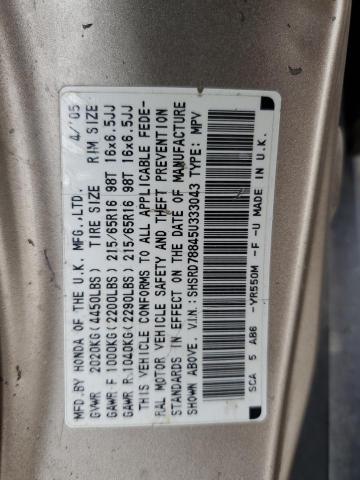 MFD.BY HONDA OF THE U.K. MFG.,LTD. 4/'05
GVWR 2020KG(4450LBS) TIRE SIZE RIM SIZE
GAWR F 1000KG(2200LBS) 215/65R16 98T 16x6.5JJ
GAWR R 1040KG(2290LBS) 215/65R16 98T 16x6.5JJ
THIS VEHICLE CONFORMS TO ALL APPLICABLE FEDE-
RAL MOTOR VEHICLE SAFETY AND THEFT PREVENTION
STANDARDS IN EFFECT ON THE DATE OF MANUFACTURE
SHOWN ABOVE. V.I.N.:SHSRD78845U333043 TYPE: MPV
SCA 5 A86 -YR550M -F -U MADE IN U.K.